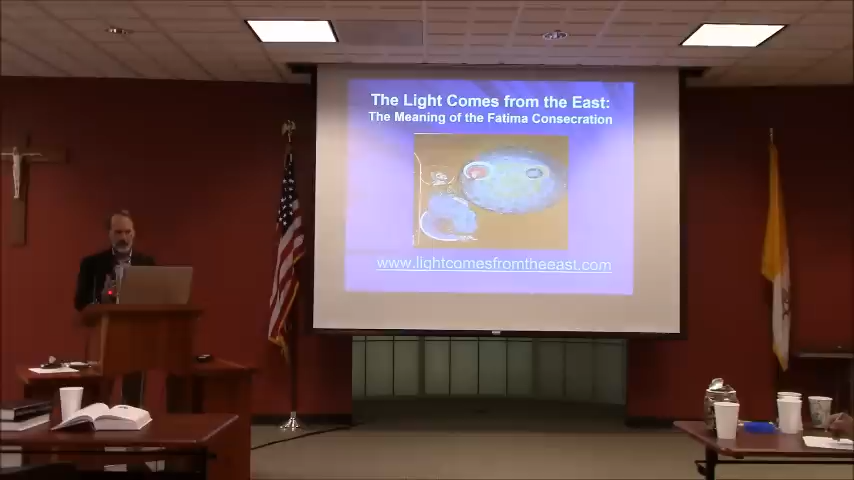 The Light Comes from the East:
The Meaning of the Fatima Consecration
www.lightcomesfromtheeast.com